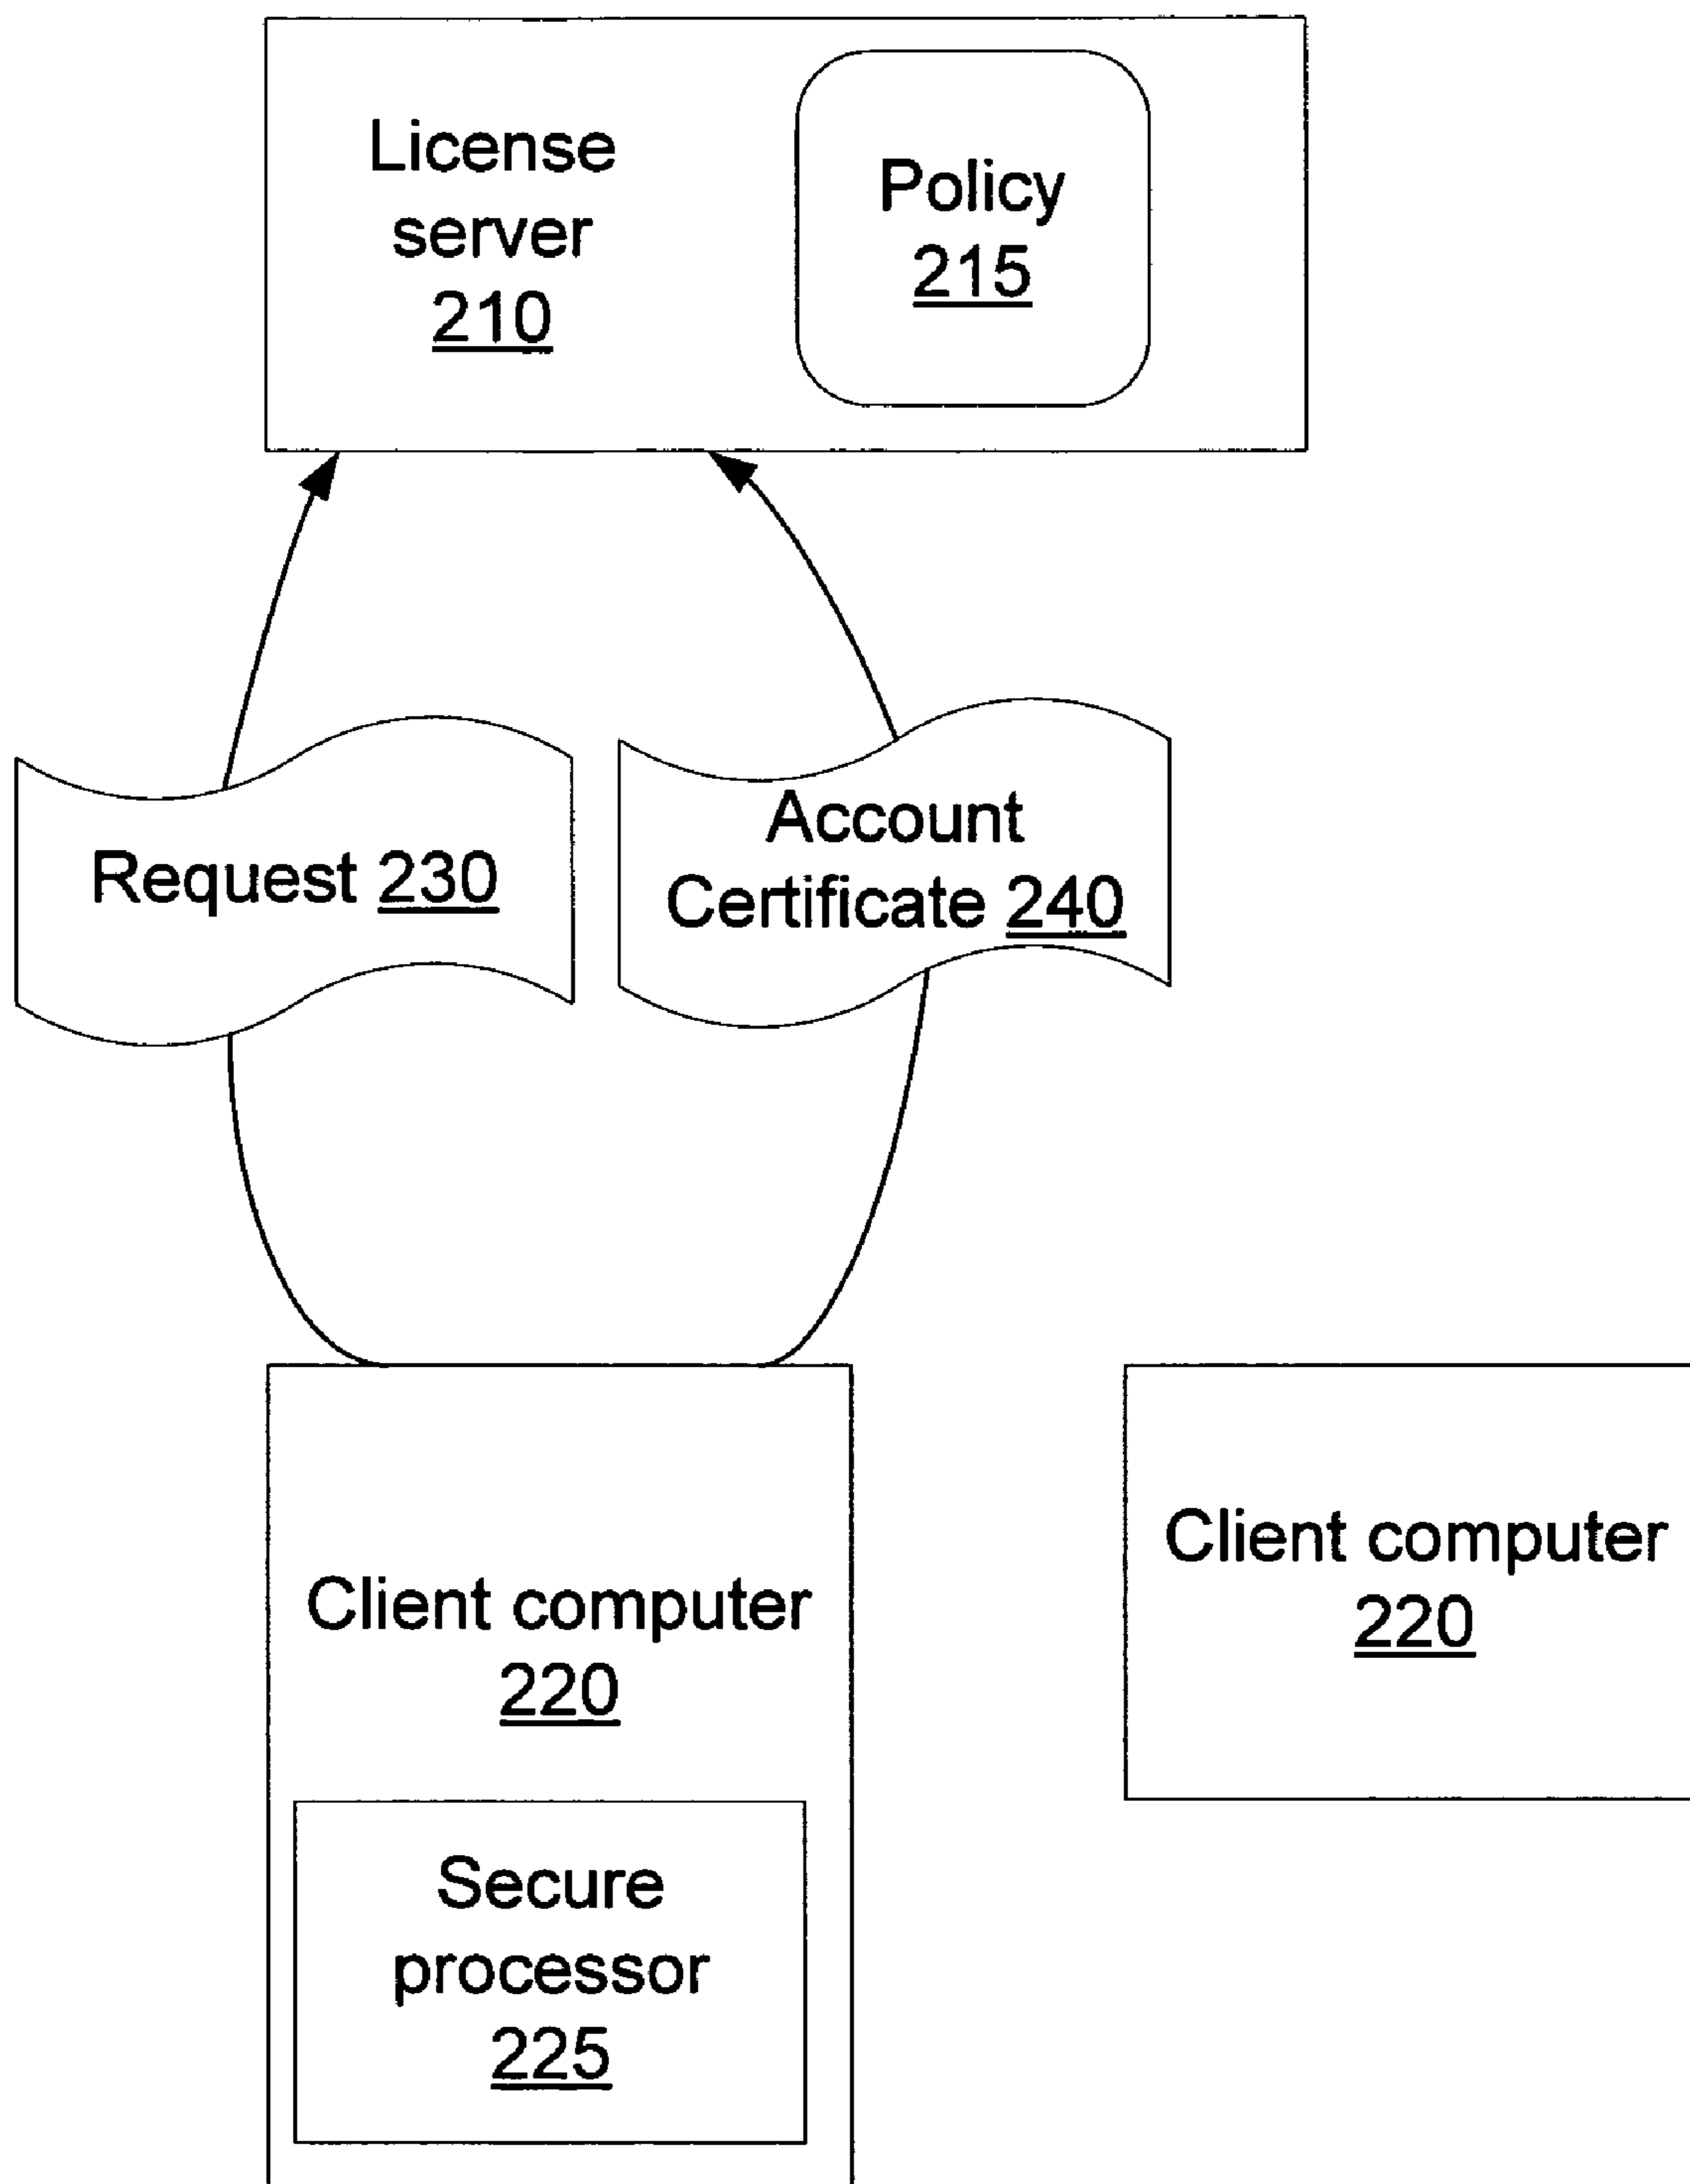 License
server
210
Policy
215
Request 230
Account
Certificate 240
Client computer
220
Secure
processor
225
Client computer
220